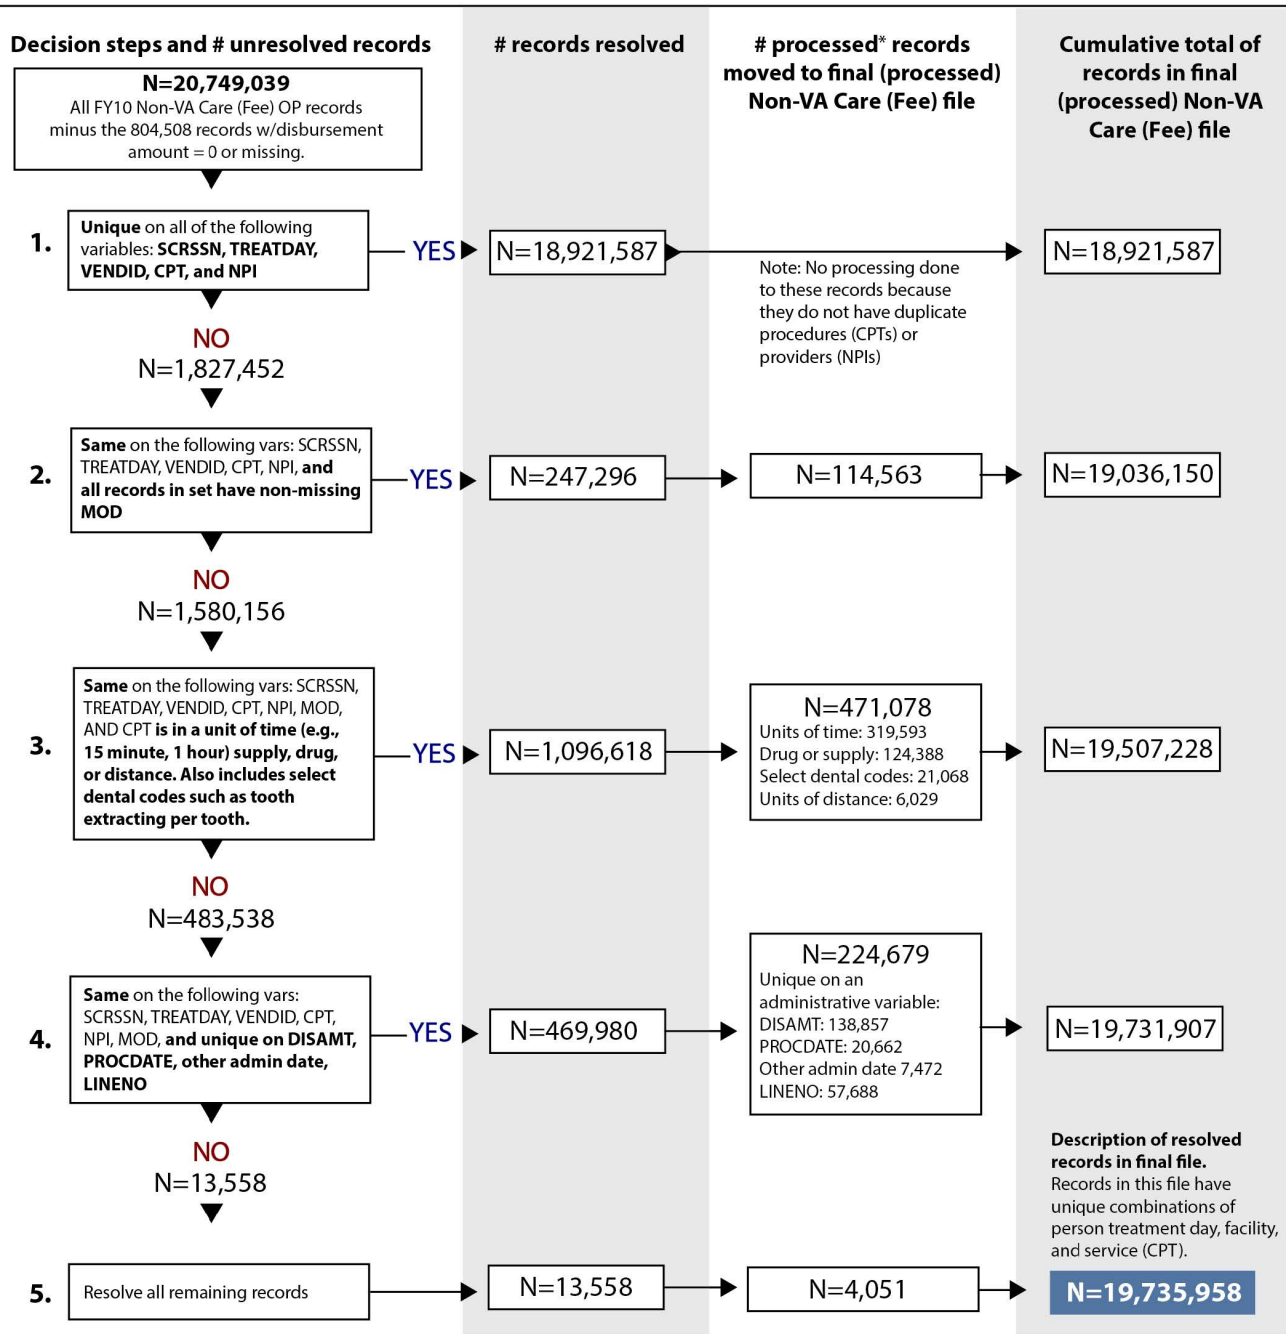 Decision steps and # unresolved records
# records resolved
# processed* records
moved to final (processed)
Non-VA Care (Fee) file
Cumulative total of
records in final
(processed) Non-VA
Care (Fee) file
N=20,749,039
All FY10 Non-VA Care (Fee) OP records
minus the 804,508 records w/disbursement
amount = 0 or missing.
1.
Unique on all of the following
variables: SCRSSN, TREATDAY,
VENDID, CPT, and NPI
YES
N=18,921,587
Note: No processing done
to these records because
they do not have duplicate
procedures (CPTs) or
providers (NPIs)
N=18,921,587
NO
N=1,827,452
2.
Same on the following vars: SCRSSN,
TREATDAY, VENDID, CPT, NPI, and
all records in set have non-missing
MOD
YES
N=247,296
N=114,563
N=19,036,150
NO
N=1,580,156
3.
Same on the following vars: SCRSSN,
TREATDAY, VENDID, CPT, NPI, MOD,
AND CPT is in a unit of time (e.g.,
15 minute, 1 hour) supply, drug,
or distance. Also includes select
dental codes such as tooth
extracting per tooth.
YES
N=1,096,618
N=471,078
Units of time: 319,593
Drug or supply: 124,388
Select dental codes: 21,068
Units of distance: 6,029
N=19,507,228
NO
N=483,538
4.
Same on the following vars:
SCRSSN, TREATDAY, VENDID, CPT,
NPI, MOD, and unique on DISAMT,
PROCDATE, other admin date,
LINENO
YES
N=469,980
N=224,679
Unique on an
administrative variable:
DISAMT: 138,857
PROCDATE: 20,662
Other admin date 7,472
LINENO: 57,688
N=19,731,907
NO
N=13,558
Description of resolved
records in final file.
Records in this file have
unique combinations of
person treatment day, facility,
and service (CPT).
5.
Resolve all remaining records
N=13,558
N=4,051
N=19,735,958